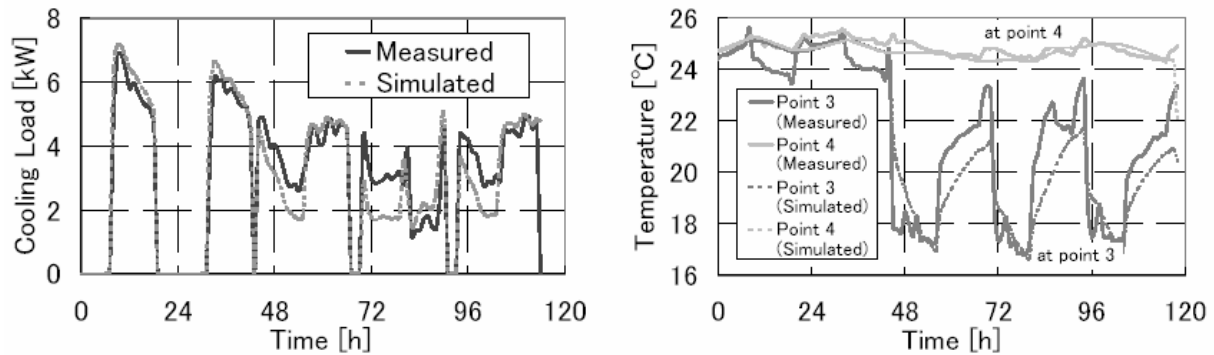 8
6
4
2
0
Cooling Load [kW]
Measured
Simulated
0 24 48 72 96 120
Time [h]
26
24
22
20
18
16
Temperature [℃]
at point 4
Point 3
(Measured)
Point 4
(Measured)
Point 3
(Simulated)
Point 4
(Simulated)
at point 3
0 24 48 72 96 120
Time [h]